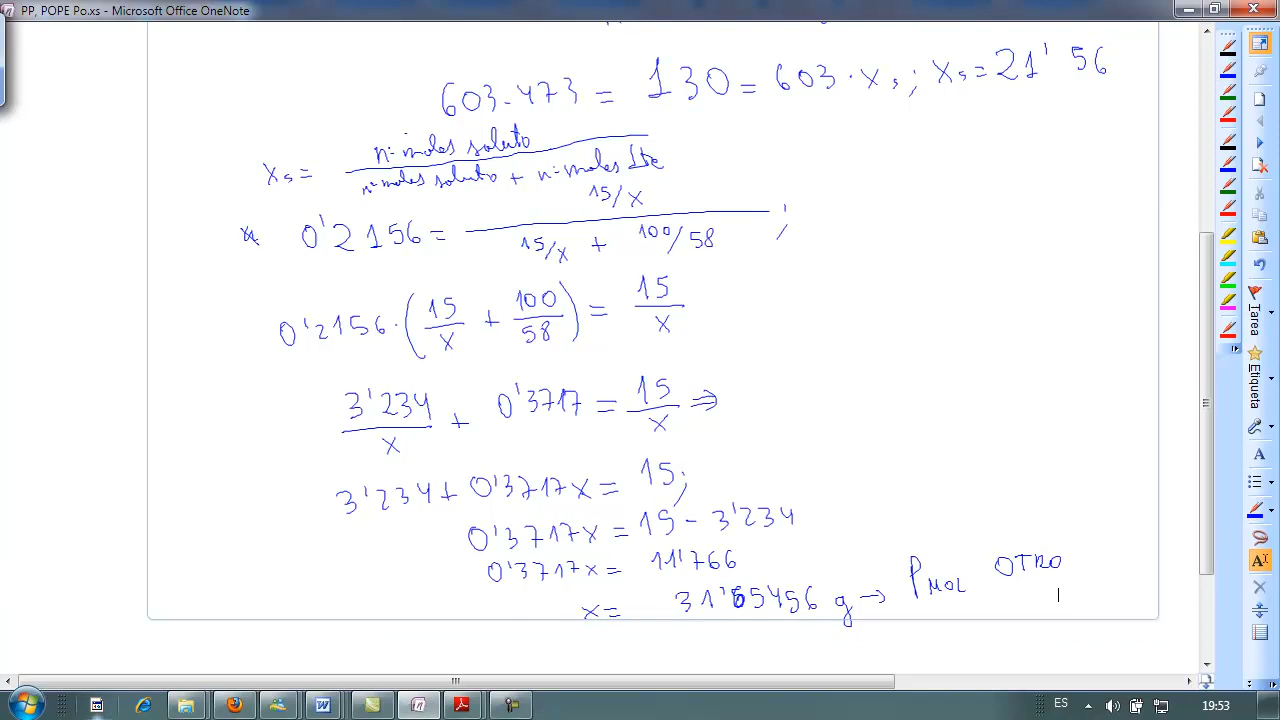 PP, POPE Po.xs - Microsoft Office OneNote
603-473 = 130 = 603 · Xs ; Xs = 21'56
Xs = nº moles soluto / nº moles soluto + nº moles Dte
0'2156 = 15/X / 15/X + 100/58 ;
0'2156 · ( 15/X + 100/58 ) = 15/X
3'234/X + 0'3717 = 15/X ⇒
3'234 + 0'3717X = 15;
0'3717X = 15 - 3'234
0'3717X = 11'766
X = 31'65456 g → PMOL OTRO
Tarea
Etiqueta
ES
19:53